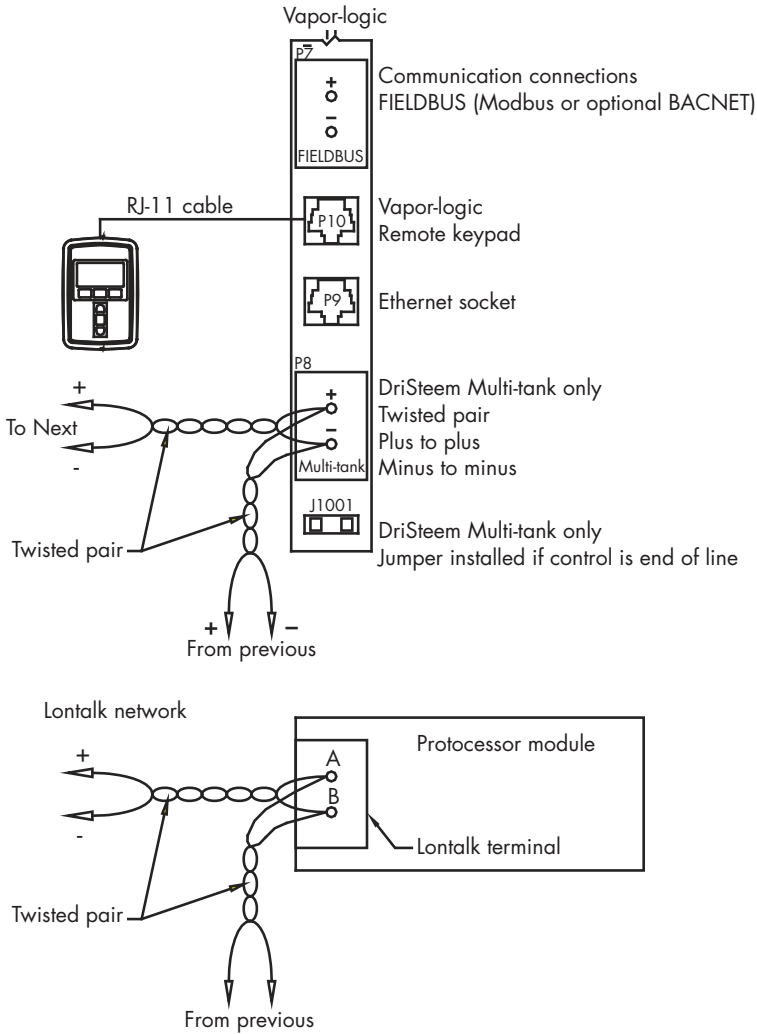 Vapor-logic
P7
+
Communication connections
FIELDBUS (Modbus or optional BACNET)
–
FIELDBUS
RJ-11 cable
P10
Vapor-logic
Remote keypad
P9
Ethernet socket
P8
+
+
DriSteem Multi-tank only
Twisted pair
To Next
–
Plus to plus
-
Multi-tank
Minus to minus
J1001
Twisted pair
DriSteem Multi-tank only
Jumper installed if control is end of line
+ –
From previous
Lontalk network
Protocessor module
+
A
B
-
Lontalk terminal
Twisted pair
From previous